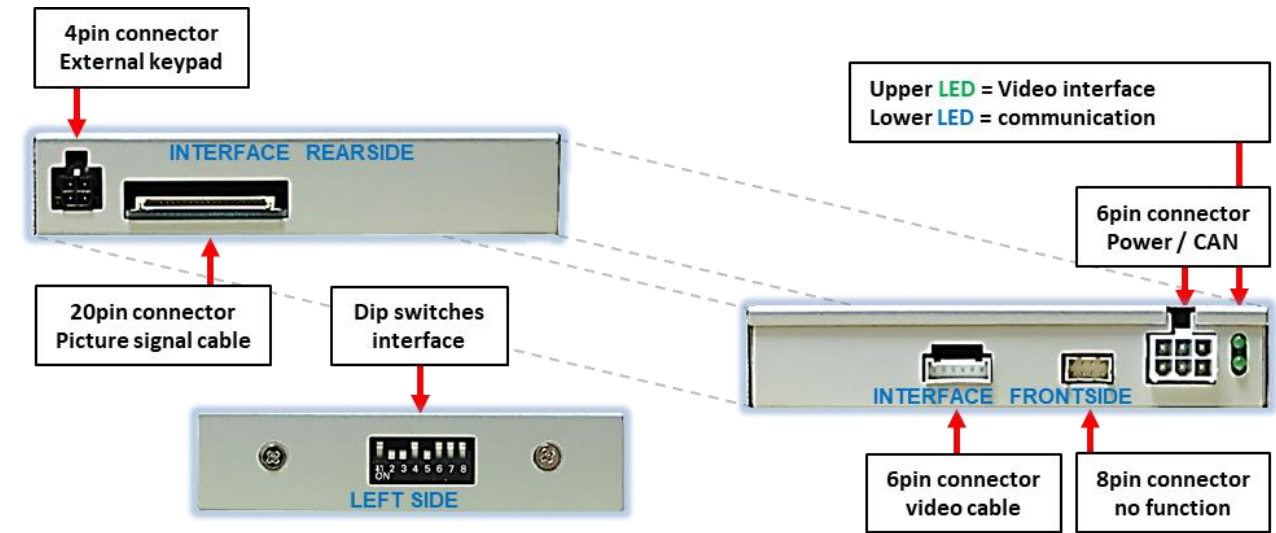 4pin connector
External keypad
Upper LED = Video interface
Lower LED = communication
INTERFACE REARSIDE
6pin connector
Power / CAN
20pin connector
Picture signal cable
Dip switches
interface
INTERFACE FRONTSIDE
1 2 3 4 5 6 7 8
ON
LEFT SIDE
6pin connector
video cable
8pin connector
no function